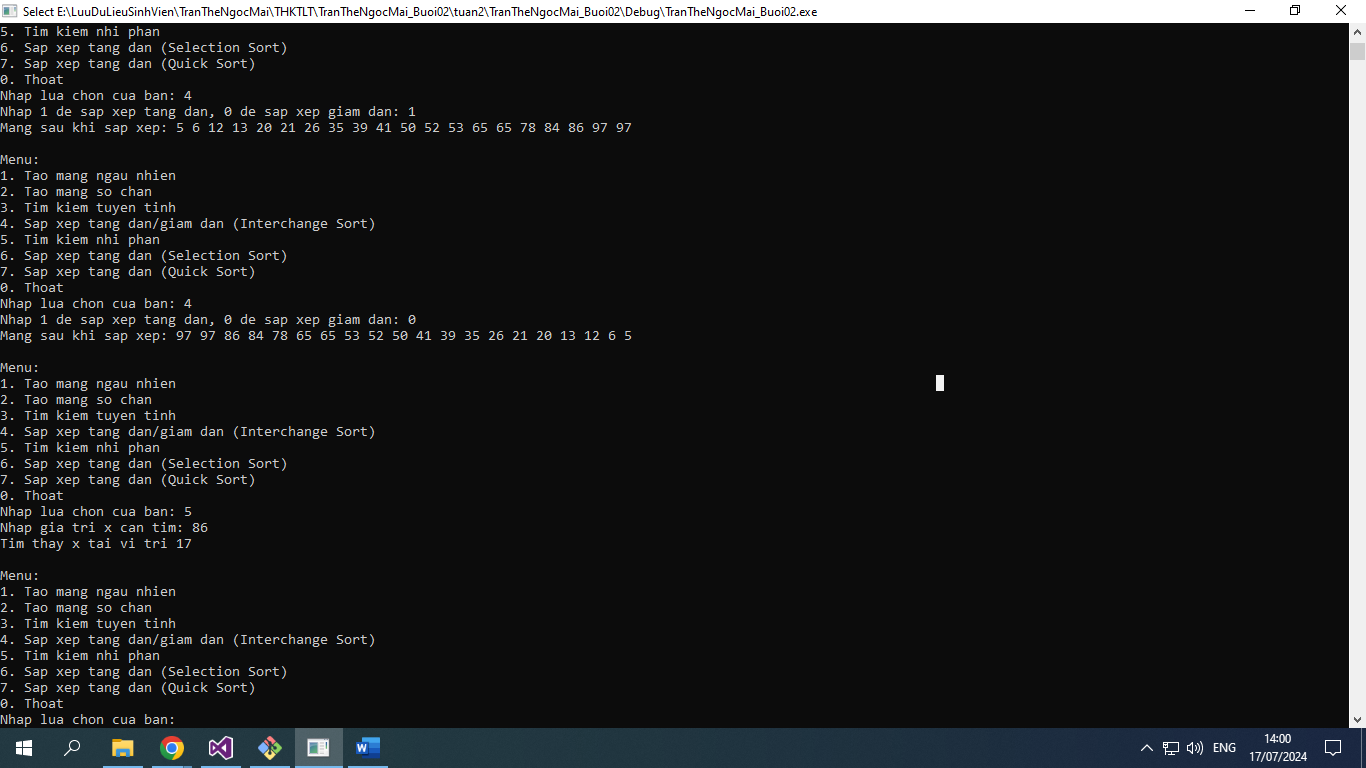 Select E:\LuuDuLieuSinhVien\TranTheNgocMai\THKTLT\TranTheNgocMai_Buoi02\tuan2\TranTheNgocMai_Buoi02\Debug\TranTheNgocMai_Buoi02.exe
5. Tim kiem nhi phan
6. Sap xep tang dan (Selection Sort)
7. Sap xep tang dan (Quick Sort)
0. Thoat
Nhap lua chon cua ban: 4
Nhap 1 de sap xep tang dan, 0 de sap xep giam dan: 1
Mang sau khi sap xep: 5 6 12 13 20 21 26 35 39 41 50 52 53 65 65 78 84 86 97 97
Menu:
1. Tao mang ngau nhien
2. Tao mang so chan
3. Tim kiem tuyen tinh
4. Sap xep tang dan/giam dan (Interchange Sort)
5. Tim kiem nhi phan
6. Sap xep tang dan (Selection Sort)
7. Sap xep tang dan (Quick Sort)
0. Thoat
Nhap lua chon cua ban: 4
Nhap 1 de sap xep tang dan, 0 de sap xep giam dan: 0
Mang sau khi sap xep: 97 97 86 84 78 65 65 53 52 50 41 39 35 26 21 20 13 12 6 5
Menu:
1. Tao mang ngau nhien
2. Tao mang so chan
3. Tim kiem tuyen tinh
4. Sap xep tang dan/giam dan (Interchange Sort)
5. Tim kiem nhi phan
6. Sap xep tang dan (Selection Sort)
7. Sap xep tang dan (Quick Sort)
0. Thoat
Nhap lua chon cua ban: 5
Nhap gia tri x can tim: 86
Tim thay x tai vi tri 17
Menu:
1. Tao mang ngau nhien
2. Tao mang so chan
3. Tim kiem tuyen tinh
4. Sap xep tang dan/giam dan (Interchange Sort)
5. Tim kiem nhi phan
6. Sap xep tang dan (Selection Sort)
7. Sap xep tang dan (Quick Sort)
0. Thoat
Nhap lua chon cua ban:
ENG
14:00
17/07/2024